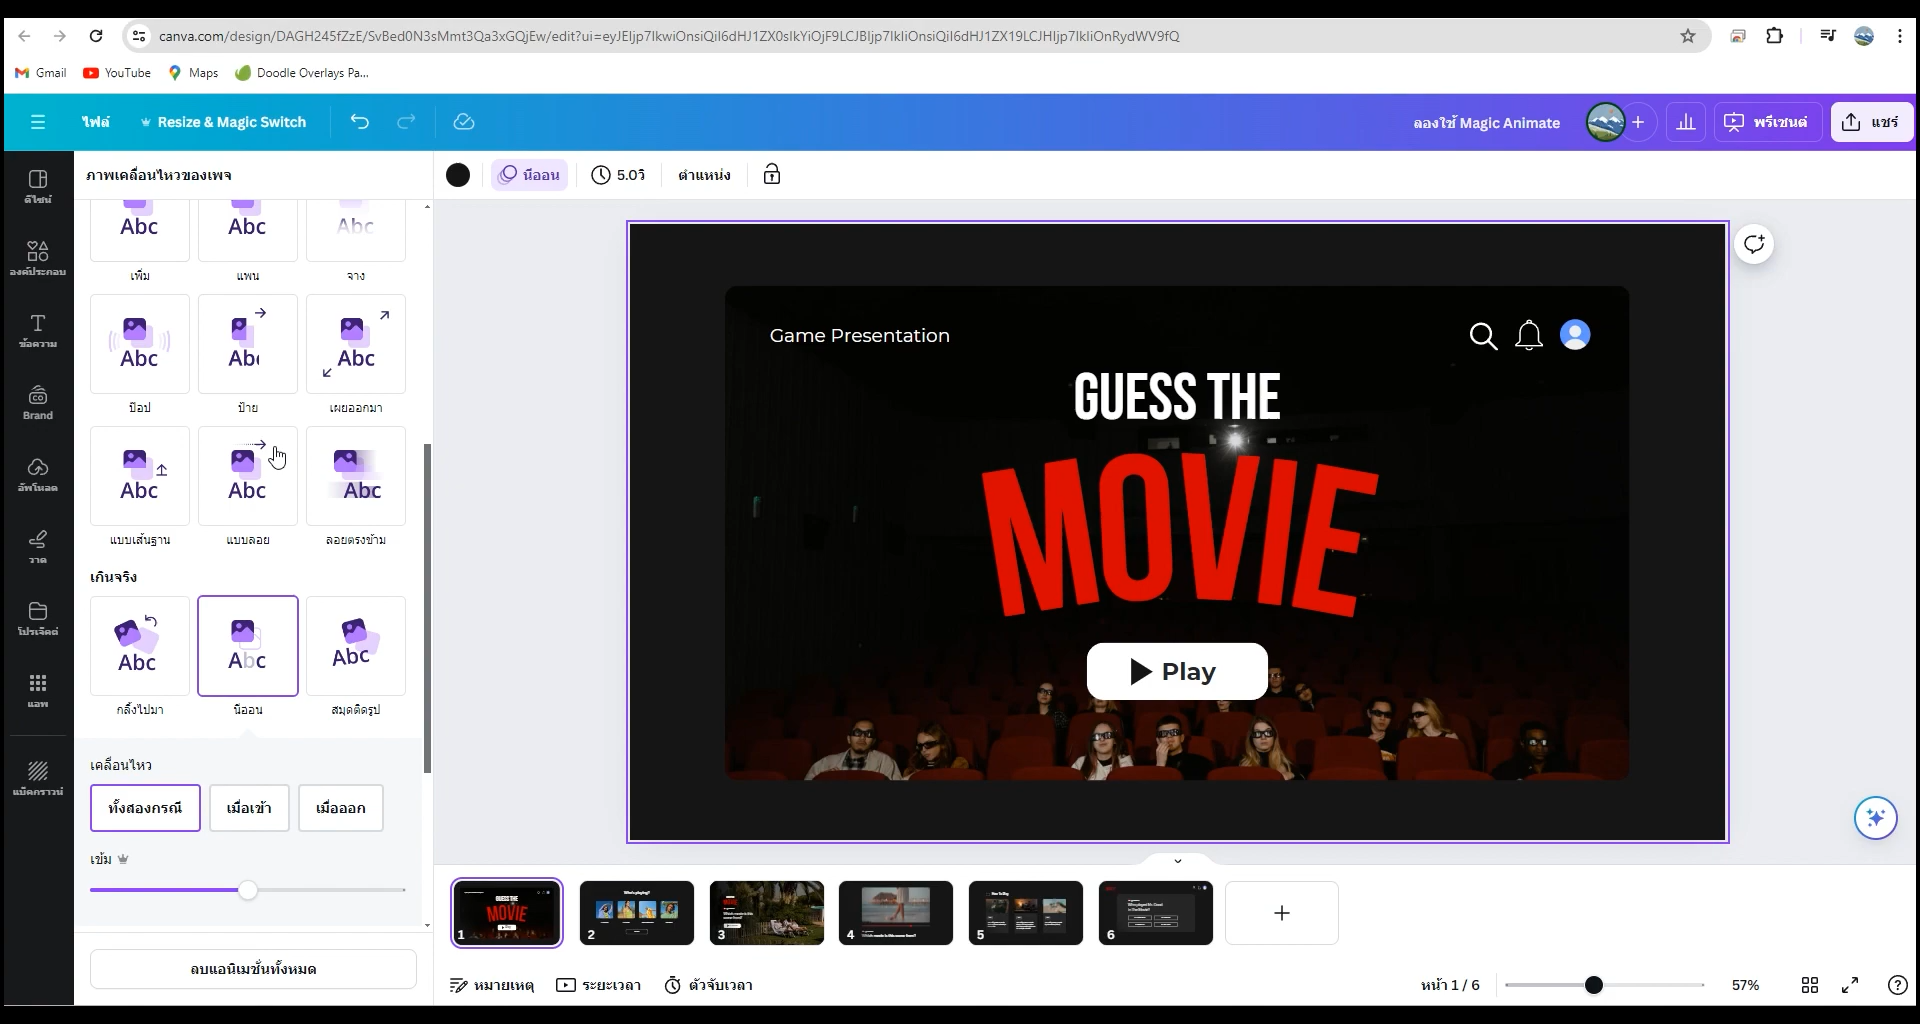 canva.com/design/DAGH245fZzE/SvBed0N3sMmt3Qa3xGQjEw/edit?ui=eyJEIjp7IkwiOnsiQiI6dHJ1ZX0sIkYiOjF9LCJBIjp7IkIiOnsiQiI6dHJ1ZX19LCJHIjp7IkIiOnRydWV9fQ
Gmail
YouTube
Maps
Doodle Overlays Pa...
ไฟล์
Resize & Magic Switch
ลองใช้ Magic Animate
พรีเซนต์
แชร์
ภาพเคลื่อนไหวของเพจ
นีออน
5.0วิ
ตำแหน่ง
ดีไซน์
องค์ประกอบ
ข้อความ
Brand
อัพโหลด
วาด
โปรเจ็คต์
แอพ
แบ็คกราวน์
Abc
Abc
Abc
เพิ่ม
แพน
จาง
Abc
Abc
Abc
ป๊อป
ป้าย
เผยออกมา
Abc
Abc
Abc
แบบเส้นฐาน
แบบลอย
ลอยตรงข้าม
เกินจริง
Abc
Abc
Abc
กลิ้งไปมา
นีออน
สมุดติดรูป
เคลื่อนไหว
ทั้งสองกรณี
เมื่อเข้า
เมื่อออก
เข้ม
ลบแอนิเมชั่นทั้งหมด
Game Presentation
GUESS THE
MOVIE
Play
GUESS THE
MOVIE
1
2
3
4
5
6
หมายเหตุ
ระยะเวลา
ตัวจับเวลา
หน้า 1 / 6
57%